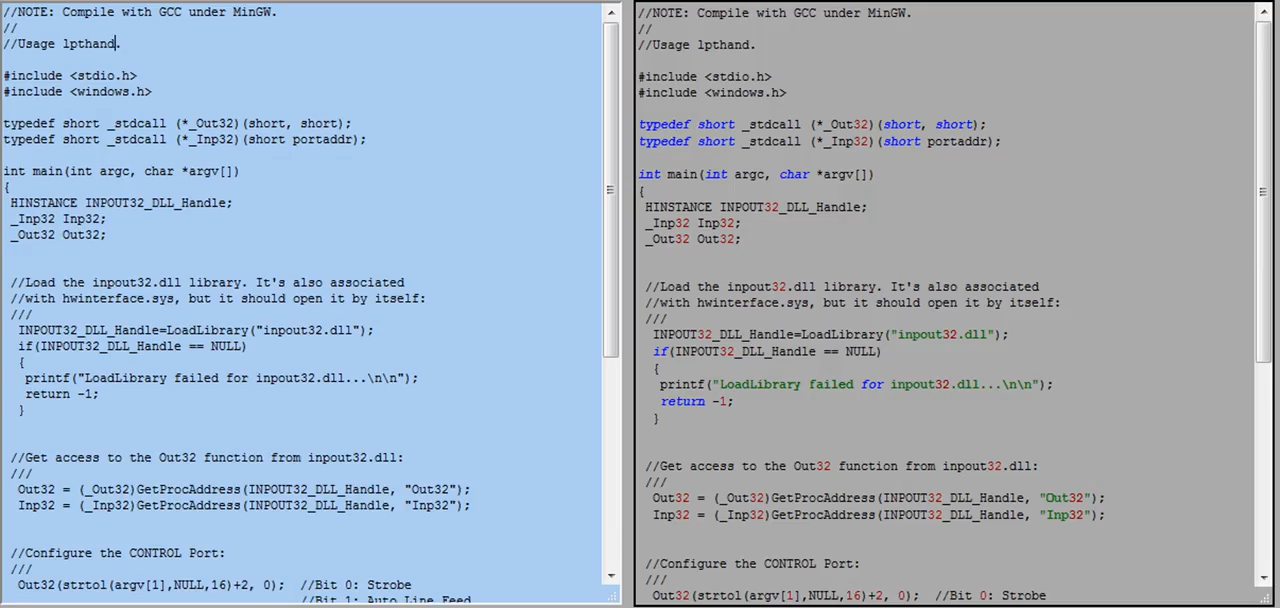 //NOTE: Compile with GCC under MinGW.
//
//Usage lpthand.

#include <stdio.h>
#include <windows.h>

typedef short _stdcall (*_Out32)(short, short);
typedef short _stdcall (*_Inp32)(short portaddr);

int main(int argc, char *argv[])
{
 HINSTANCE INPOUT32_DLL_Handle;
 _Inp32 Inp32;
 _Out32 Out32;


 //Load the inpout32.dll library. It's also associated
 //with hwinterface.sys, but it should open it by itself:
 ///
  INPOUT32_DLL_Handle=LoadLibrary("inpout32.dll");
  if(INPOUT32_DLL_Handle == NULL)
  {
   printf("LoadLibrary failed for inpout32.dll...\n\n");
   return -1;
  }


 //Get access to the Out32 function from inpout32.dll:
 ///
  Out32 = (_Out32)GetProcAddress(INPOUT32_DLL_Handle, "Out32");
  Inp32 = (_Inp32)GetProcAddress(INPOUT32_DLL_Handle, "Inp32");


 //Configure the CONTROL Port:
 ///
  Out32(strtol(argv[1],NULL,16)+2, 0);  //Bit 0: Strobe
                                        //Bit 1: Auto Line Feed

//NOTE: Compile with GCC under MinGW.
//
//Usage lpthand.

#include <stdio.h>
#include <windows.h>

typedef short _stdcall (*_Out32)(short, short);
typedef short _stdcall (*_Inp32)(short portaddr);

int main(int argc, char *argv[])
{
 HINSTANCE INPOUT32_DLL_Handle;
 _Inp32 Inp32;
 _Out32 Out32;


 //Load the inpout32.dll library. It's also associated
 //with hwinterface.sys, but it should open it by itself:
 ///
  INPOUT32_DLL_Handle=LoadLibrary("inpout32.dll");
  if(INPOUT32_DLL_Handle == NULL)
  {
   printf("LoadLibrary failed for inpout32.dll...\n\n");
   return -1;
  }


 //Get access to the Out32 function from inpout32.dll:
 ///
  Out32 = (_Out32)GetProcAddress(INPOUT32_DLL_Handle, "Out32");
  Inp32 = (_Inp32)GetProcAddress(INPOUT32_DLL_Handle, "Inp32");


 //Configure the CONTROL Port:
 ///
  Out32(strtol(argv[1],NULL,16)+2, 0);  //Bit 0: Strobe